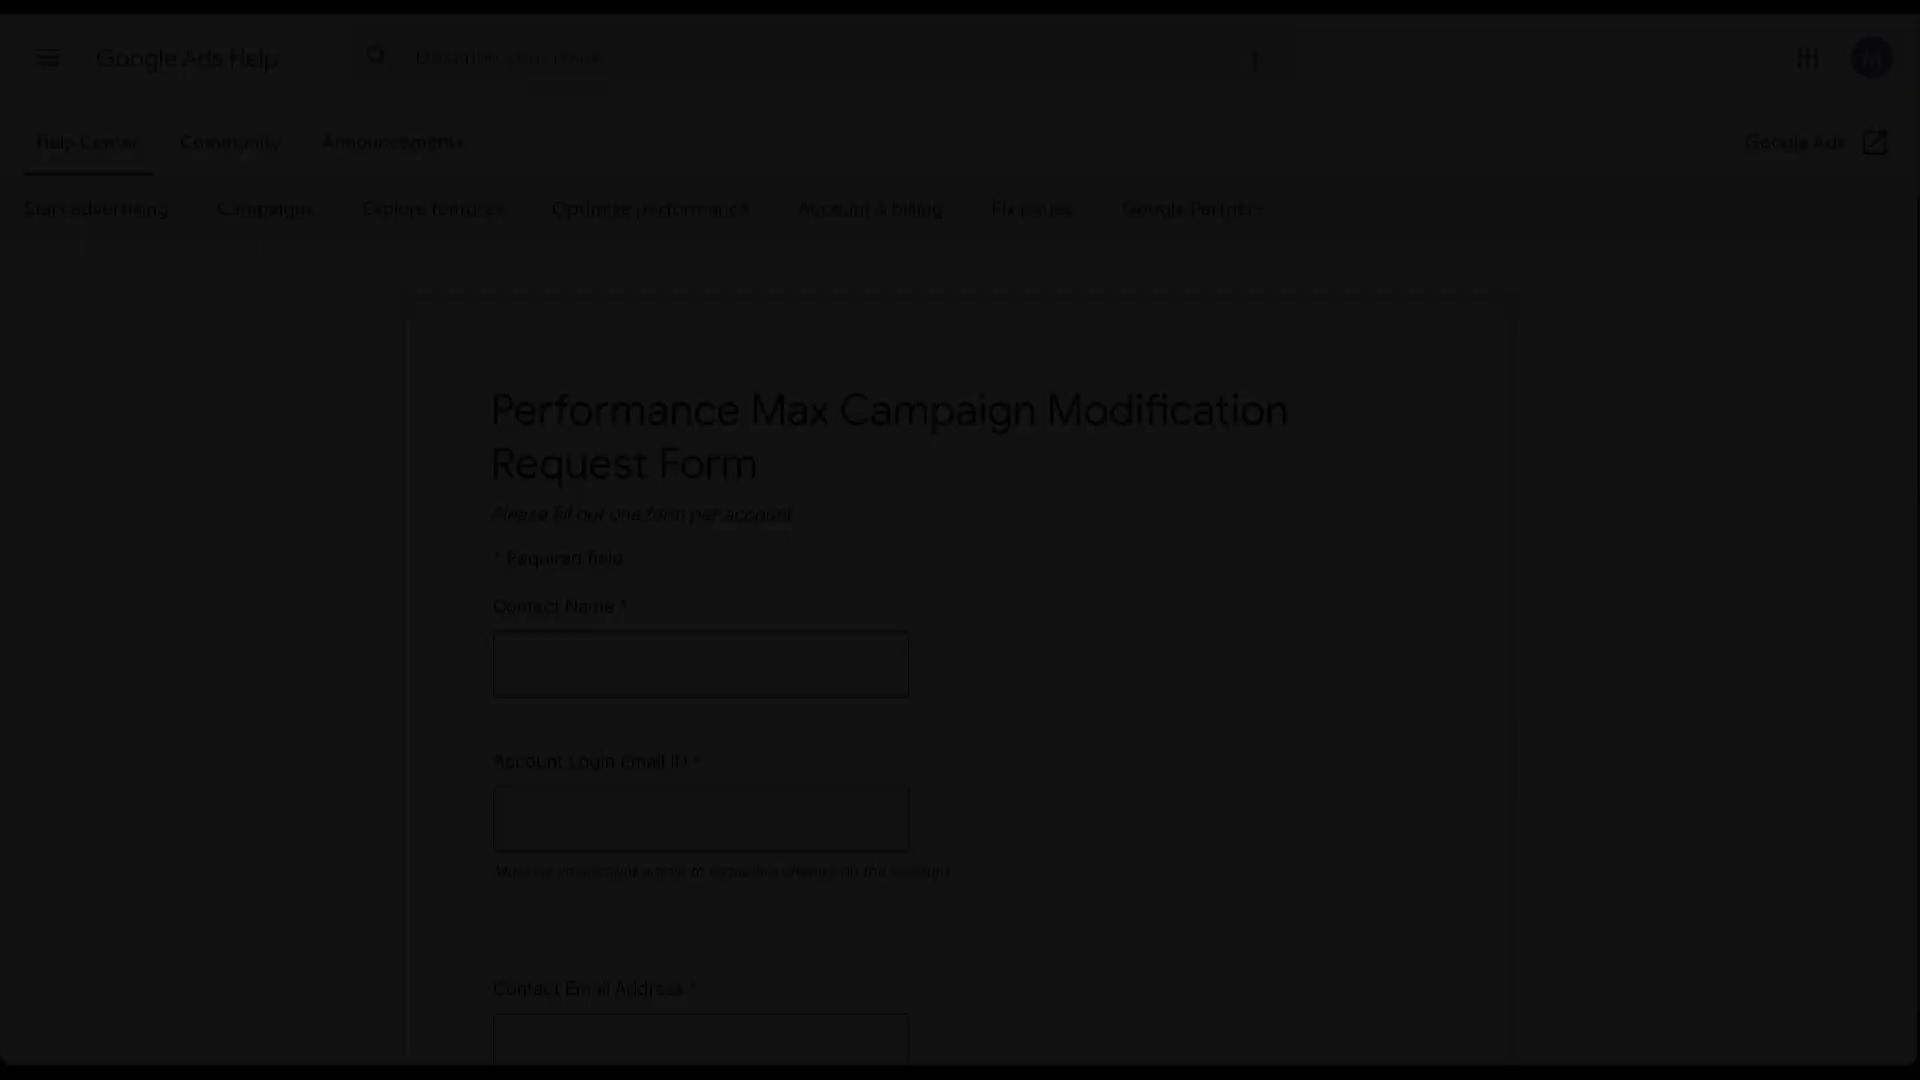 Google Ads Help
Describe your issue
M
Help Center
Community
Announcements
Google Ads
Start advertising
Campaigns
Explore features
Optimize performance
Account & billing
Fix issues
Google Partners
Performance Max Campaign Modification
Request Form
Please fill out one form per account.
* Required field
Contact Name *
Account Login Email ID *
Contact Email Address *